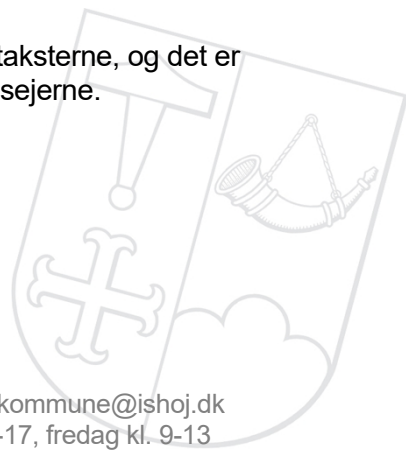 taksterne, og det er
sejerne.
kommune@ishoj.dk
-17, fredag kl. 9-13